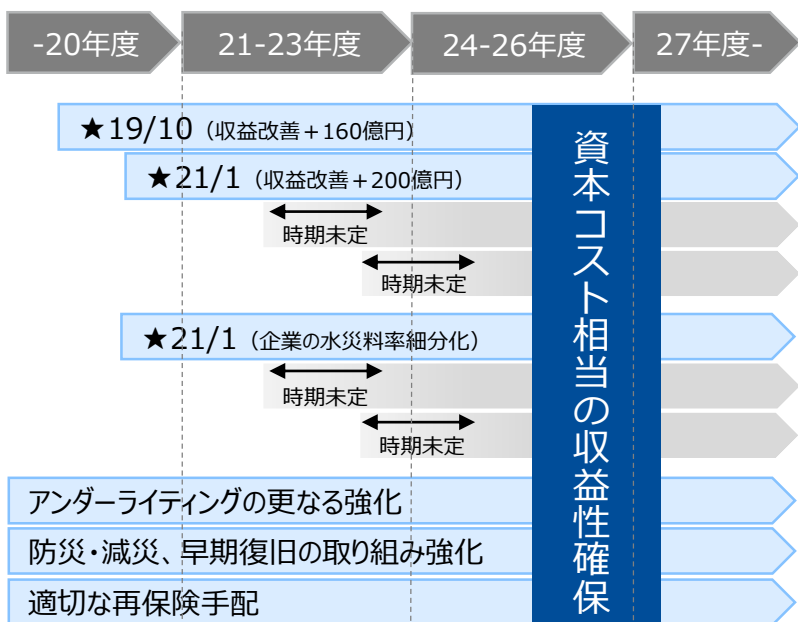 -20年度
21-23年度
24-26年度
27年度-
★19/10（収益改善＋160億円）
★21/1（収益改善＋200億円）
時期未定
時期未定
★21/1（企業の水災料率細分化）
時期未定
時期未定
アンダーライティングの更なる強化
防災・減災、早期復旧の取り組み強化
適切な再保険手配
資本コスト相当の収益性確保